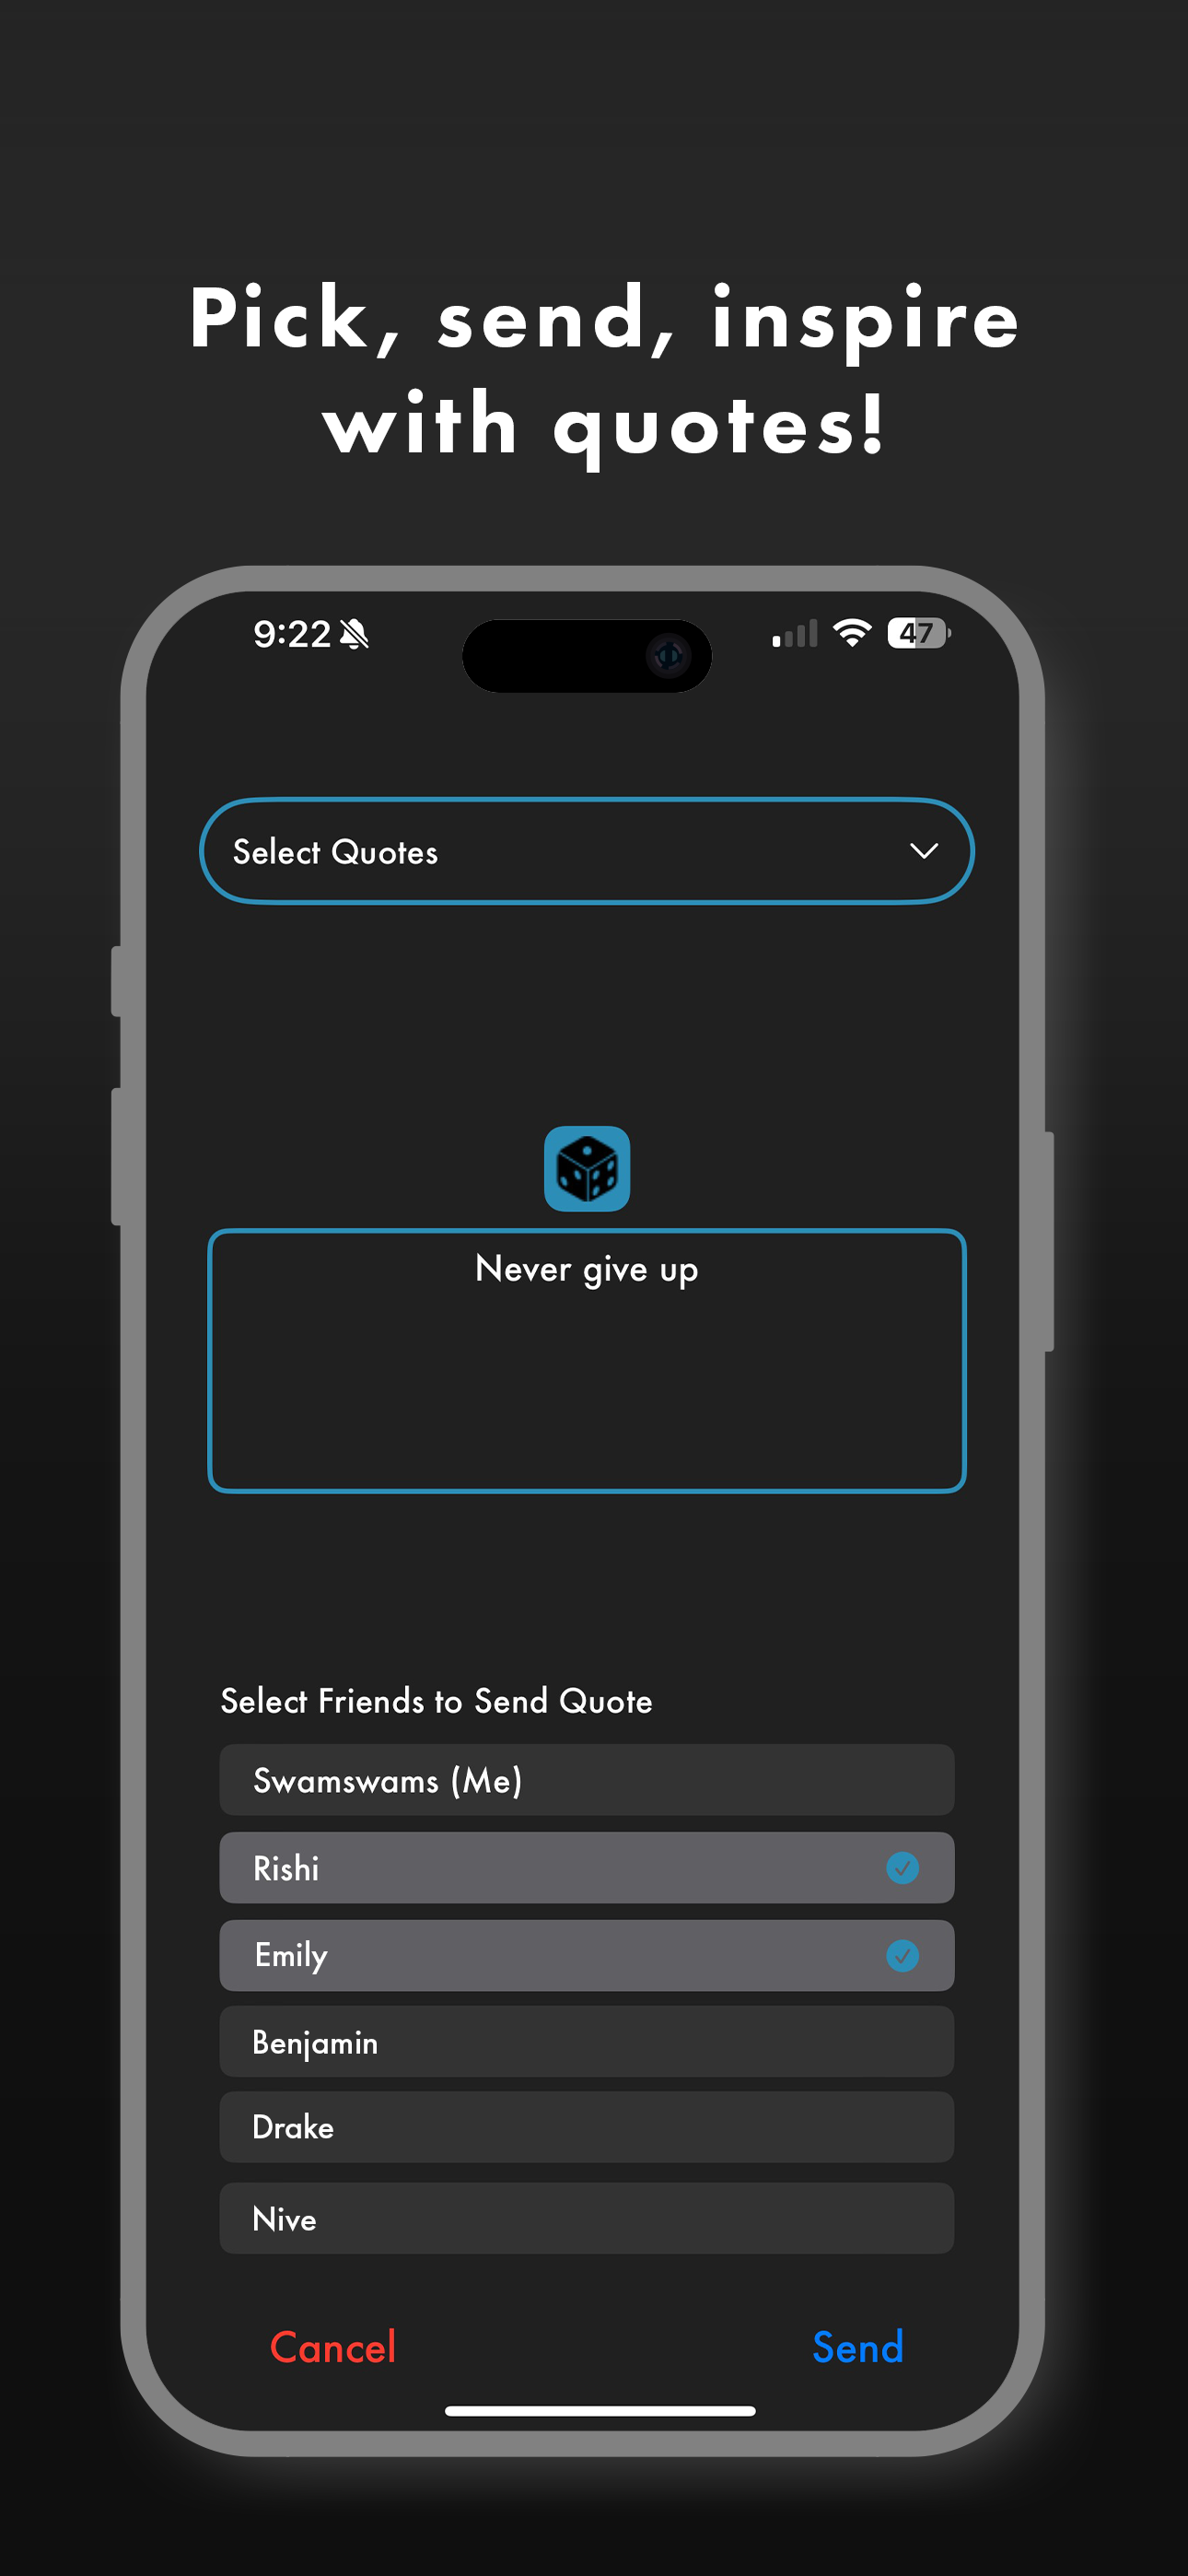 Pick, send, inspire
with quotes!
9:22
47
Select Quotes
Never give up
Select Friends to Send Quote
Swamswams (Me)
Rishi
Emily
Benjamin
Drake
Nive
Cancel
Send